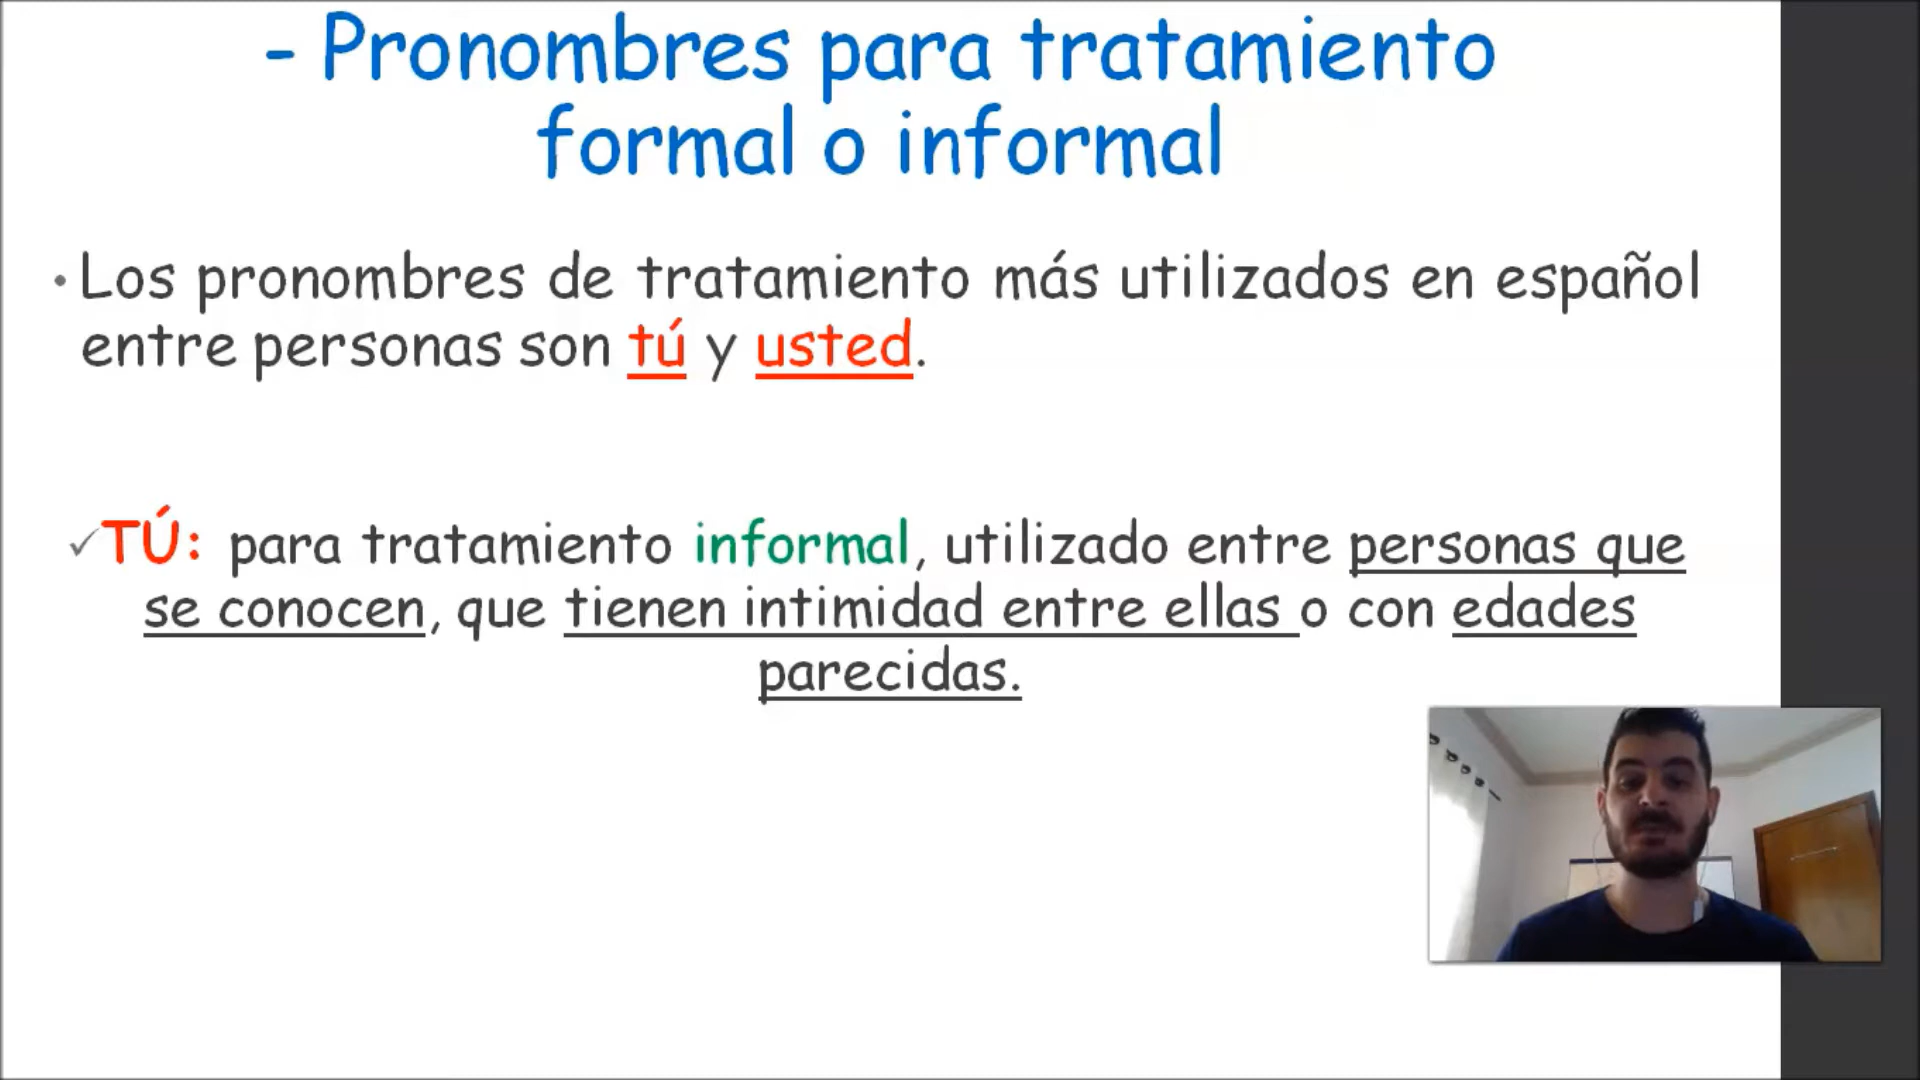 - Pronombres para tratamiento
formal o informal
• Los pronombres de tratamiento más utilizados en español
entre personas son tú y usted.
✓TÚ: para tratamiento informal, utilizado entre personas que
se conocen, que tienen intimidad entre ellas o con edades
parecidas.